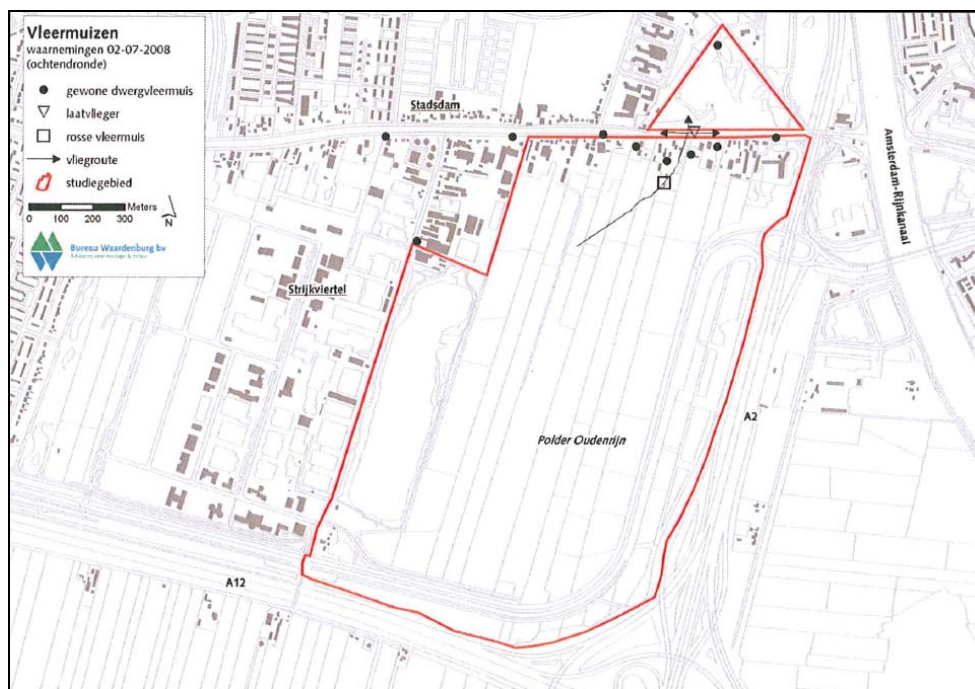 Vleermuizen
waarnemingen 02-07-2008
(ochtendronde)
gewone dwergvleermuis
laatvlieger
rosse vleermuis
vliegroute
studiegebied
Meters
0 100 200 300
N
Bureau Waardenburg bv
Stadsdam
Strijkviertel
Amsterdam-Rijnkanaal
A2
Polder Oudenrijn
A12